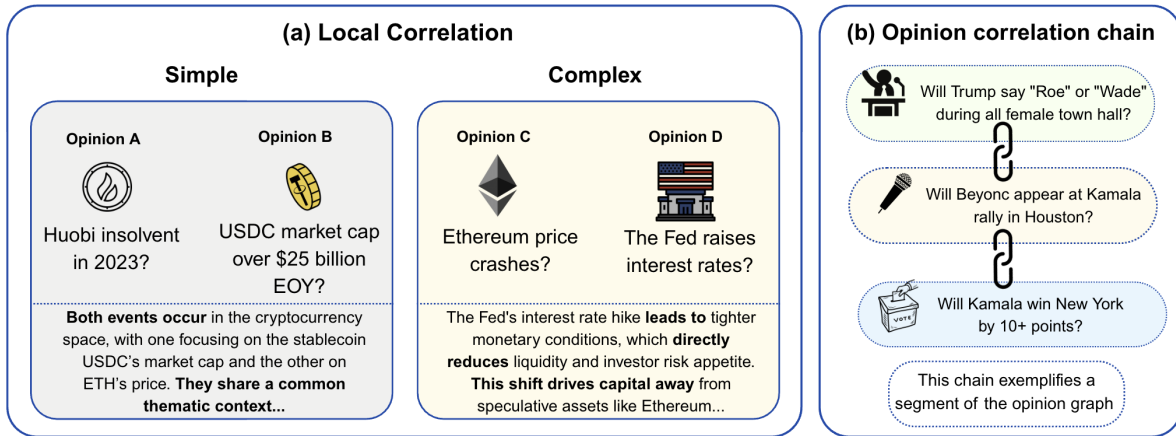 (a) Local Correlation
Simple
Opinion A
Huobi insolvent
in 2023?
Opinion B
USDC market cap
over $25 billion
EOY?
Both events occur in the cryptocurrency
space, with one focusing on the stablecoin
USDC's market cap and the other on
ETH's price. They share a common
thematic context...
Complex
Opinion C
Ethereum price
crashes?
Opinion D
The Fed raises
interest rates?
The Fed's interest rate hike leads to tighter
monetary conditions, which directly
reduces liquidity and investor risk appetite.
This shift drives capital away from
speculative assets like Ethereum...
(b) Opinion correlation chain
Will Trump say "Roe" or "Wade"
during all female town hall?
Will Beyonc appear at Kamala
rally in Houston?
VOTE
Will Kamala win New York
by 10+ points?
This chain exemplifies a
segment of the opinion graph